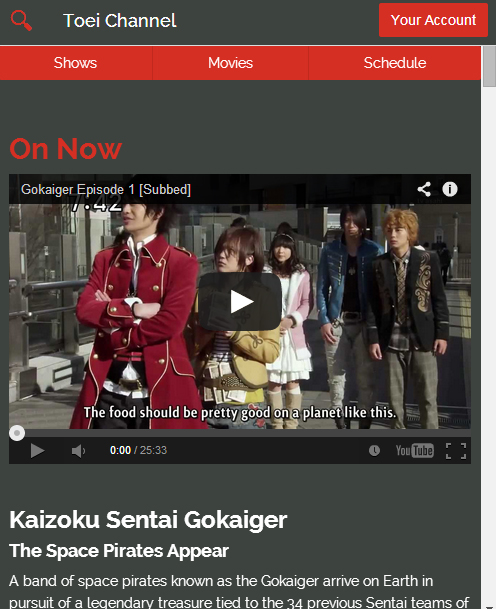 Toei Channel
Your Account
Shows Movies Schedule
On Now
Gokaiger Episode 1 [Subbed]
7:42
The food should be pretty good on a planet like this.
0:00 / 25:33
YouTube
Kaizoku Sentai Gokaiger
The Space Pirates Appear
A band of space pirates known as the Gokaiger arrive on Earth in
pursuit of a legendary treasure tied to the 34 previous Sentai teams of